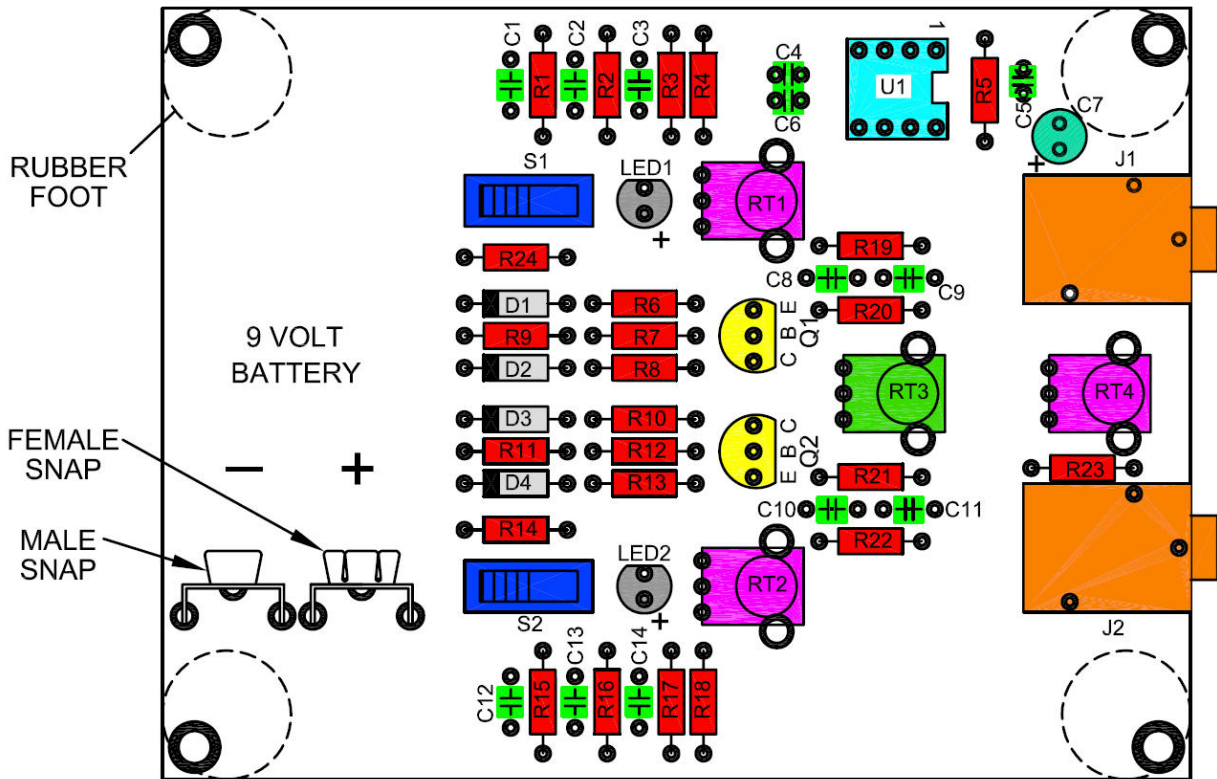 C1
C2
C3
R1
R2
R3
R4
C4
C6
U1
1
R5
C5
C7
+
J1
RUBBER
FOOT
S1
LED1
+
RT1
R24
R19
C8
C9
R20
D1
R6
R9
R7
D2
R8
E
B
C
Q1
9 VOLT
BATTERY
RT3
RT4
D3
R10
R11
R12
D4
R13
C
B
E
Q2
R21
R23
C10
C11
R22
FEMALE
SNAP
−
+
MALE
SNAP
R14
S2
LED2
+
RT2
J2
C12
C13
C14
R15
R16
R17
R18